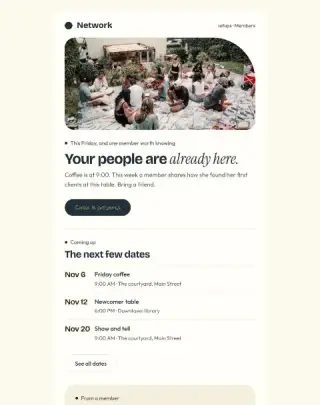 Network
Members
This Friday, and one member worth knowing
Your people are already here.
Coffee is at 9:00. This week a member shares how she found her first
clients at this table. Bring a friend.
Coming up
The next few dates
Nov 6 Friday coffee
9:00 AM · The courtyard, Main Street
Nov 12 Newcomer table
6:00 PM · Downtown library
Nov 20 Show and tell
9:00 AM · The courtyard, Main Street
See all dates
From a member